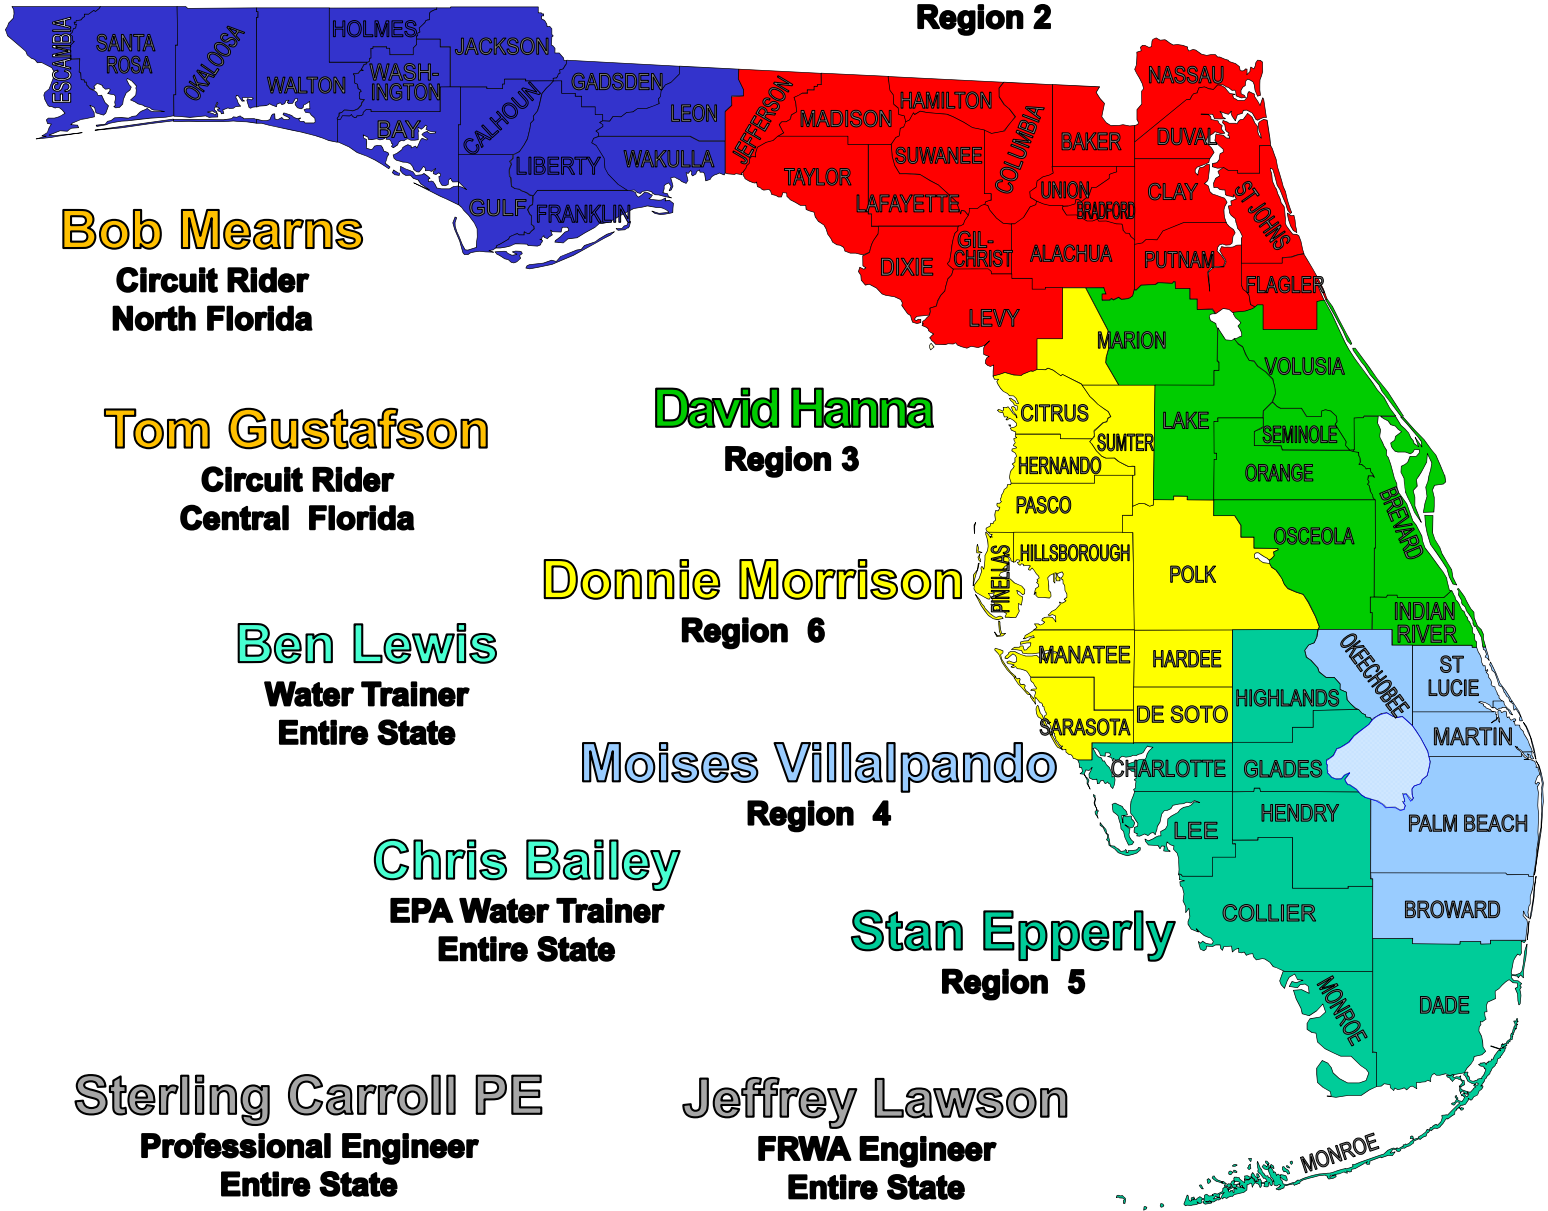 Region 2
ESCAMBIA
SANTA
ROSA
OKALOOSA
WALTON
HOLMES
WASH-
INGTON
JACKSON
BAY
CALHOUN
GULF
LIBERTY
GADSDEN
LEON
WAKULLA
FRANKLIN
JEFFERSON
MADISON
HAMILTON
TAYLOR
SUWANEE
LAFAYETTE
COLUMBIA
BAKER
NASSAU
DUVAL
UNION
BRADFORD
CLAY
ST JOHNS
DIXIE
GIL-
CHRIST
ALACHUA
PUTNAM
FLAGLER
LEVY
Bob Mearns
Circuit Rider
North Florida
MARION
VOLUSIA
David Hanna
Region 3
CITRUS
SUMTER
LAKE
SEMINOLE
HERNANDO
ORANGE
PASCO
BREVARD
OSCEOLA
Tom Gustafson
Circuit Rider
Central Florida
PINELLAS
HILLSBOROUGH
POLK
INDIAN
RIVER
Donnie Morrison
Region 6
MANATEE
HARDEE
HIGHLANDS
OKEECHOBEE
ST
LUCIE
Ben Lewis
Water Trainer
Entire State
SARASOTA
DE SOTO
MARTIN
Moises Villalpando
Region 4
CHARLOTTE
GLADES
LEE
HENDRY
PALM BEACH
Chris Bailey
EPA Water Trainer
Entire State
COLLIER
BROWARD
Stan Epperly
Region 5
MONROE
DADE
Sterling Carroll PE
Professional Engineer
Entire State
Jeffrey Lawson
FRWA Engineer
Entire State
MONROE